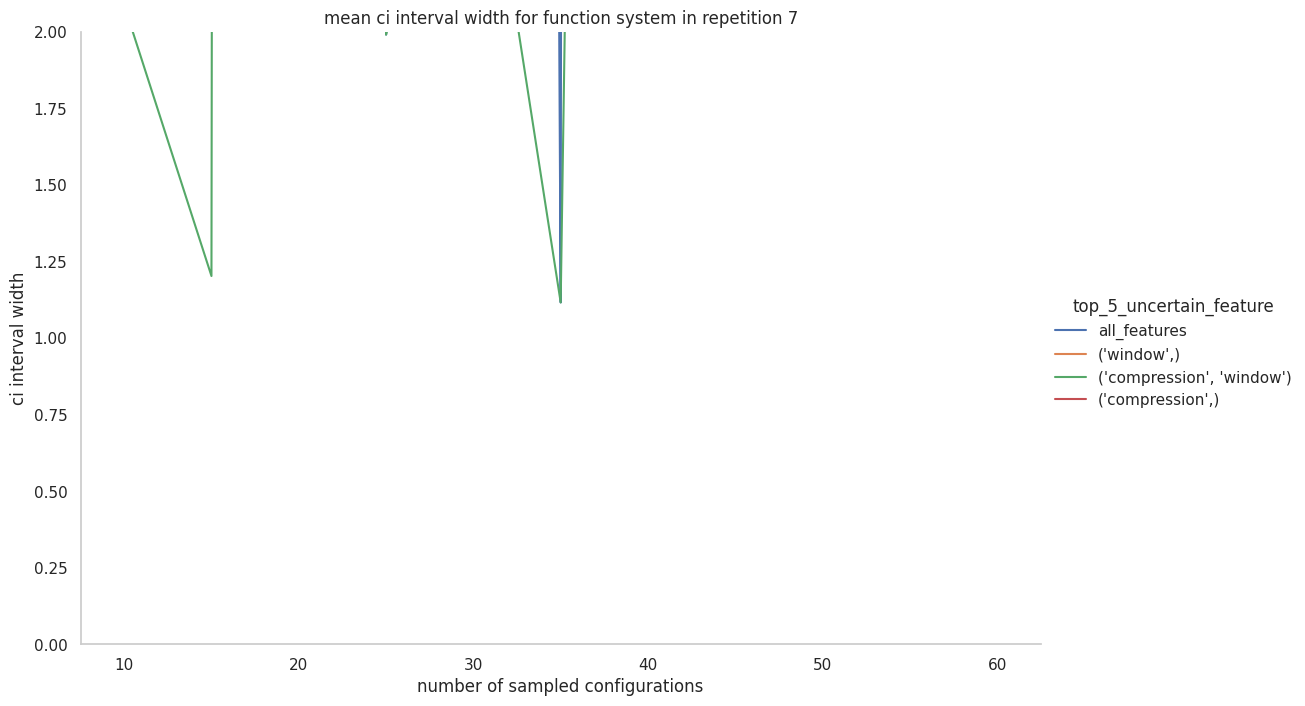 mean ci interval width for function system in repetition 7
2.00
1.75
1.50
1.25
1.00
0.75
0.50
0.25
0.00
ci interval width
10 20 30 40 50 60
number of sampled configurations
top_5_uncertain_feature
all_features
('window',)
('compression', 'window')
('compression',)